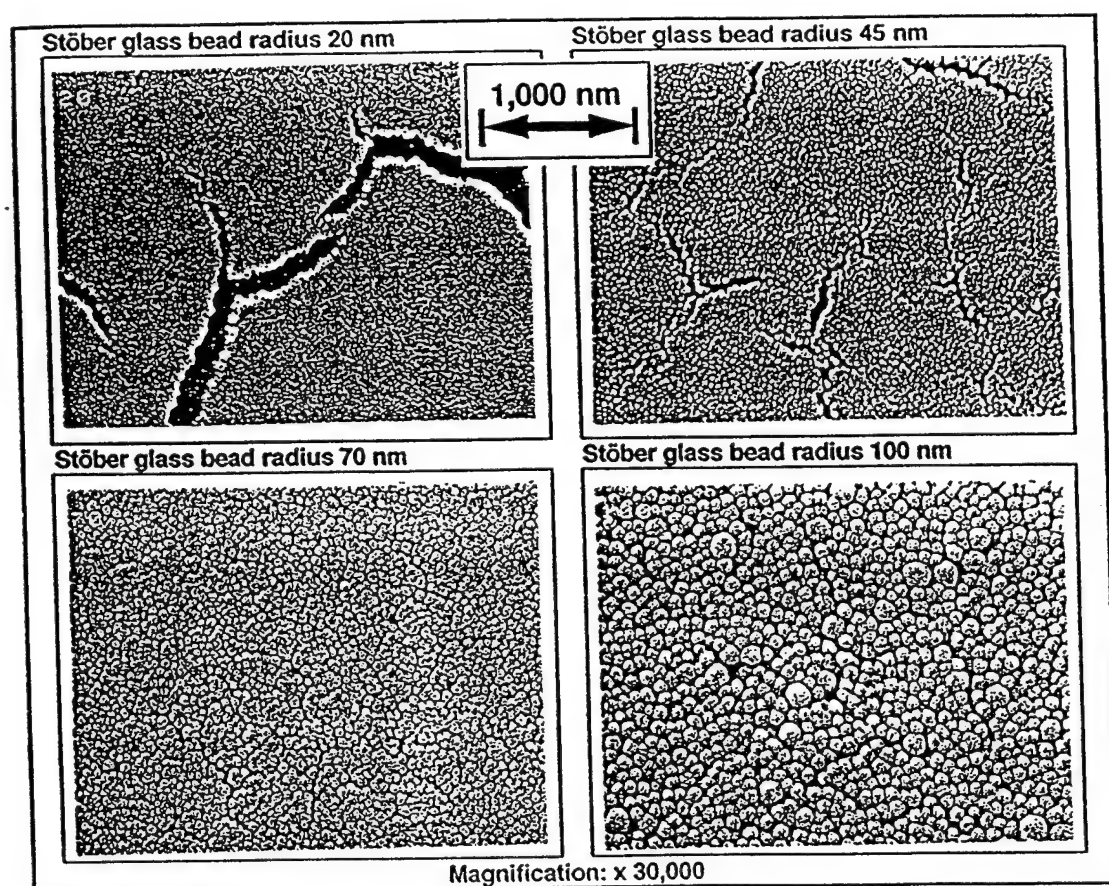 Stöber glass bead radius 20 nm
Stöber glass bead radius 45 nm
1,000 nm
20
Stöber glass bead radius 70 nm
Stöber glass bead radius 100 nm
Magnification: x 30,000